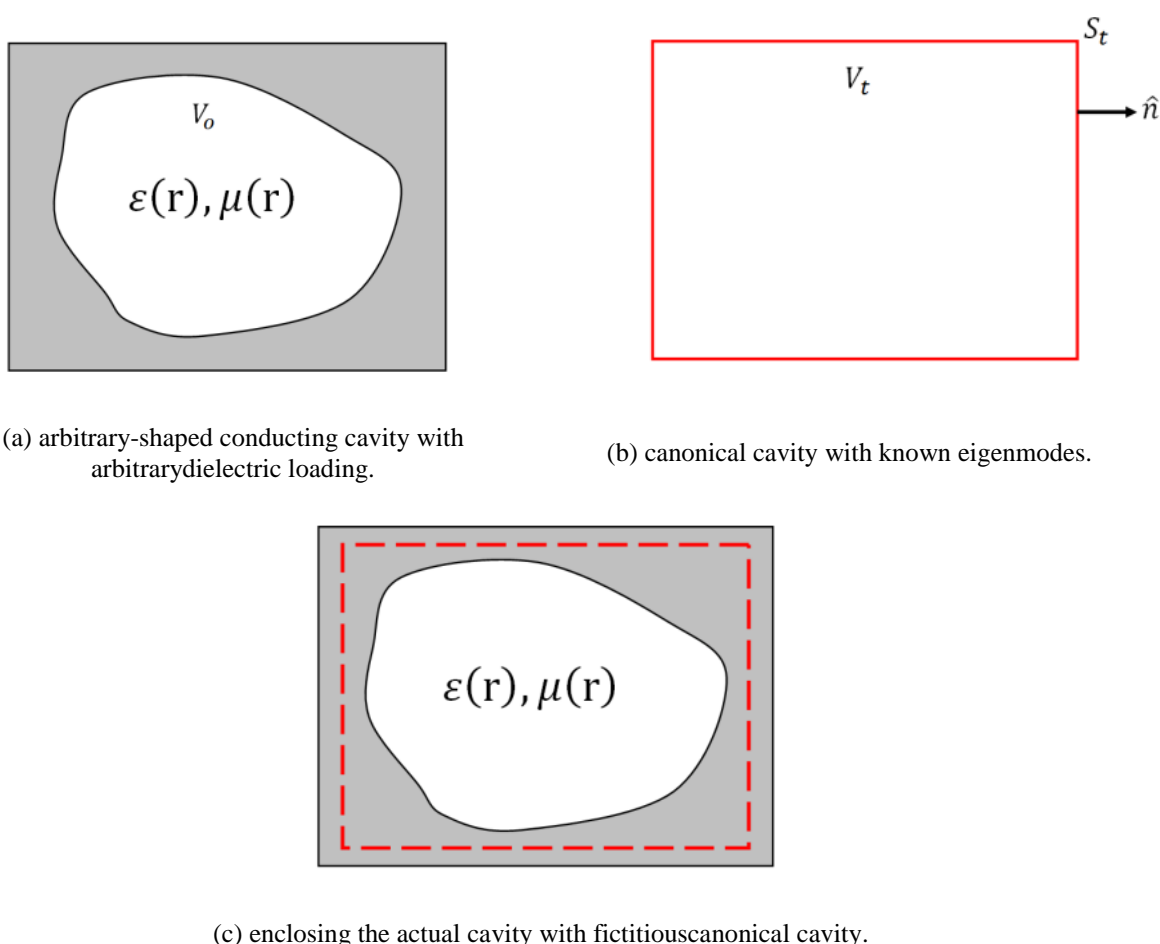 S_t
V_o
V_t
n̂
ε(r), μ(r)
(a) arbitrary-shaped conducting cavity with
arbitrarydielectric loading.
(b) canonical cavity with known eigenmodes.
ε(r), μ(r)
(c) enclosing the actual cavity with fictitiouscanonical cavity.